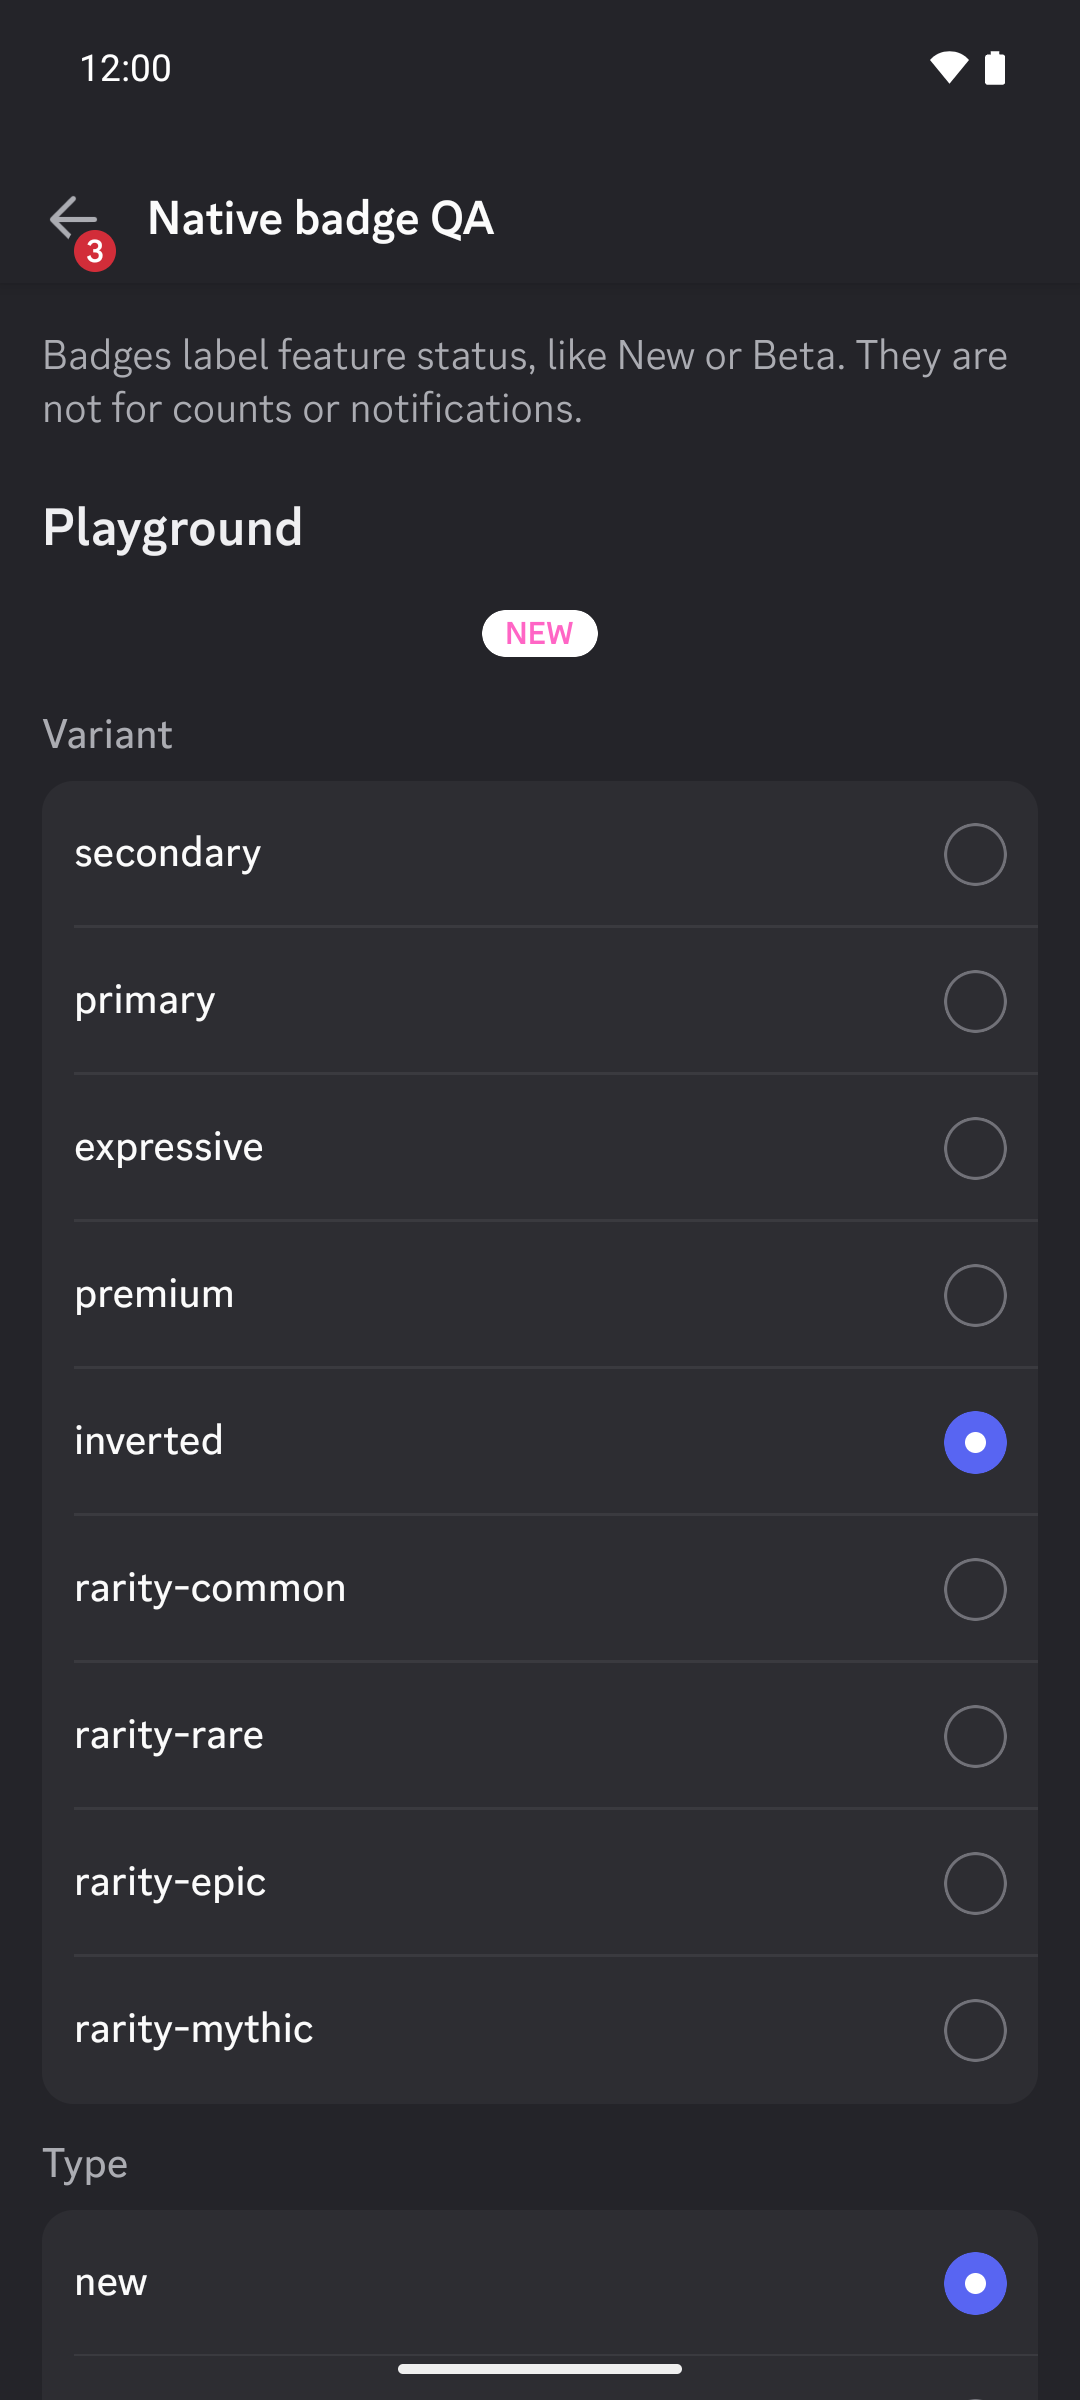 12:00
3
Native badge QA
Badges label feature status, like New or Beta. They are
not for counts or notifications.
Playground
NEW
Variant
secondary
primary
expressive
premium
inverted
rarity-common
rarity-rare
rarity-epic
rarity-mythic
Type
new